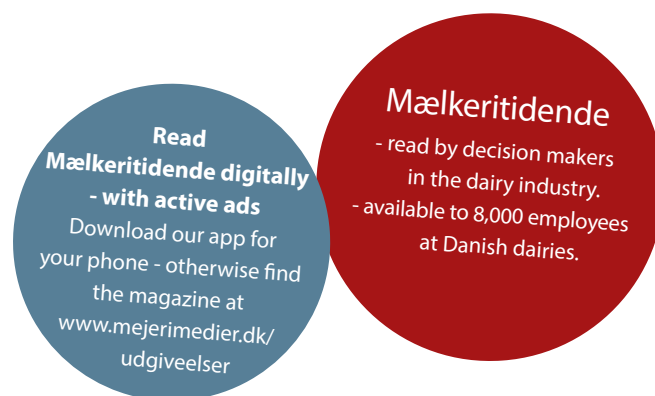 Read
Mælkeritidende digitally
- with active ads
Download our app for
your phone - otherwise find
the magazine at
www.mejerimedier.dk/
udgiveelser
Mælkeritidende
- read by decision makers
in the dairy industry.
- available to 8,000 employees
at Danish dairies.